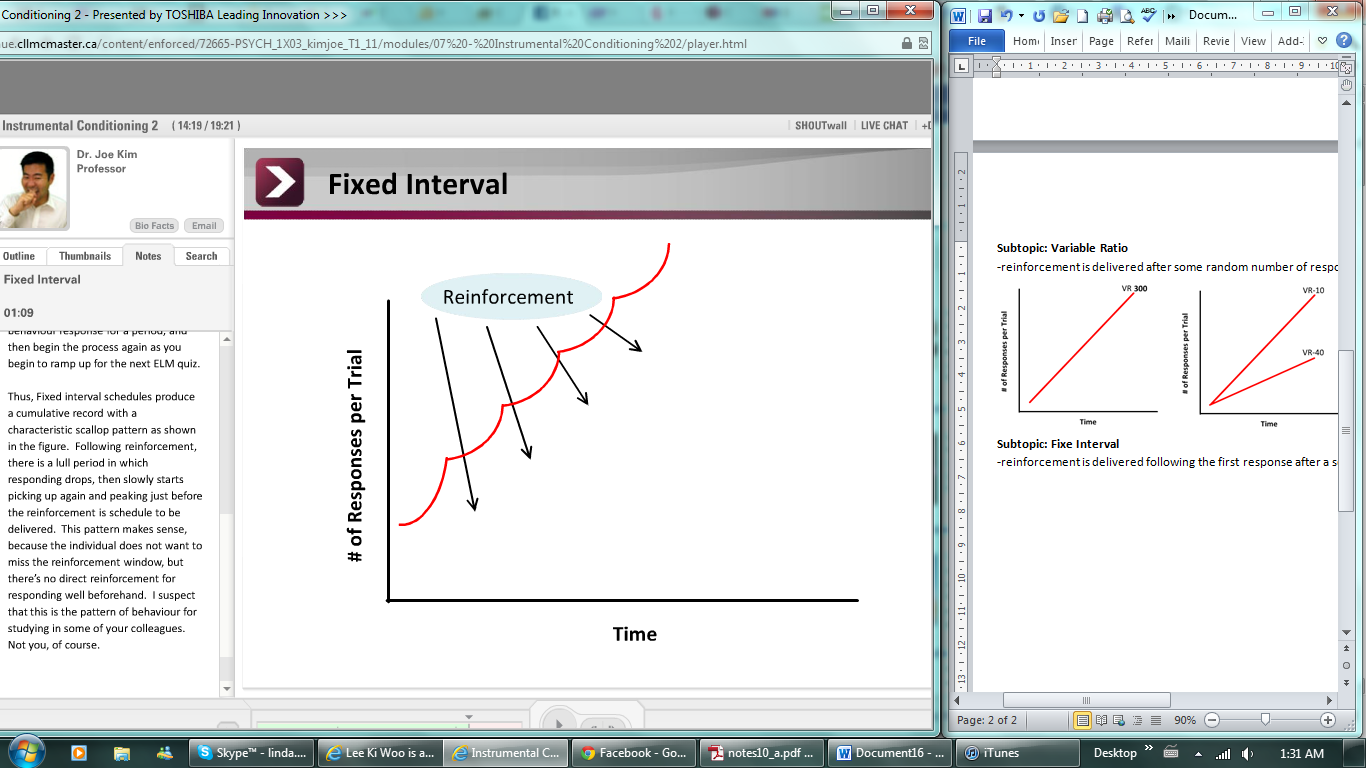 Conditioning 2 - Presented by TOSHIBA Leading Innovation >>>
ue.cllmcmaster.ca/content/enforced/72665-PSYCH_1X03_kimjoe_T1_11/modules/07%20-%20Instrumental%20Conditioning%202/player.html
Instrumental Conditioning 2 ( 14:19 / 19:21 )
SHOUTwall LIVE CHAT
Dr. Joe Kim
Professor
Bio Facts Email
Outline Thumbnails Notes Search
Fixed Interval
01:09
behaviour response for a period, and
then begin the process again as you
begin to ramp up for the next ELM quiz.
Thus, Fixed interval schedules produce
a cumulative record with a
characteristic scallop pattern as shown
in the figure. Following reinforcement,
there is a lull period in which
responding drops, then slowly starts
picking up again and peaking just before
the reinforcement is schedule to be
delivered. This pattern makes sense,
because the individual does not want to
miss the reinforcement window, but
there's no direct reinforcement for
responding well beforehand. I suspect
that this is the pattern of behaviour for
studying in some of your colleagues.
Not you, of course.
Fixed Interval
Reinforcement
# of Responses per Trial
Time
Docum...
File Hom Inser Page Refer Maili Revie View Add-
1 2 3 4 5 6 7 8 9 10
Subtopic: Variable Ratio
-reinforcement is delivered after some random number of respo
VR 300
# of Responses per Trial
Time
VR-10
VR-40
# of Responses per Trial
Time
Subtopic: Fixe Interval
-reinforcement is delivered following the first response after a s
Page: 2 of 2
90%
Skype™ - linda....
Lee Ki Woo is a...
Instrumental C...
Facebook - Go...
notes10_a.pdf ...
Document16 - ...
iTunes
Desktop
1:31 AM